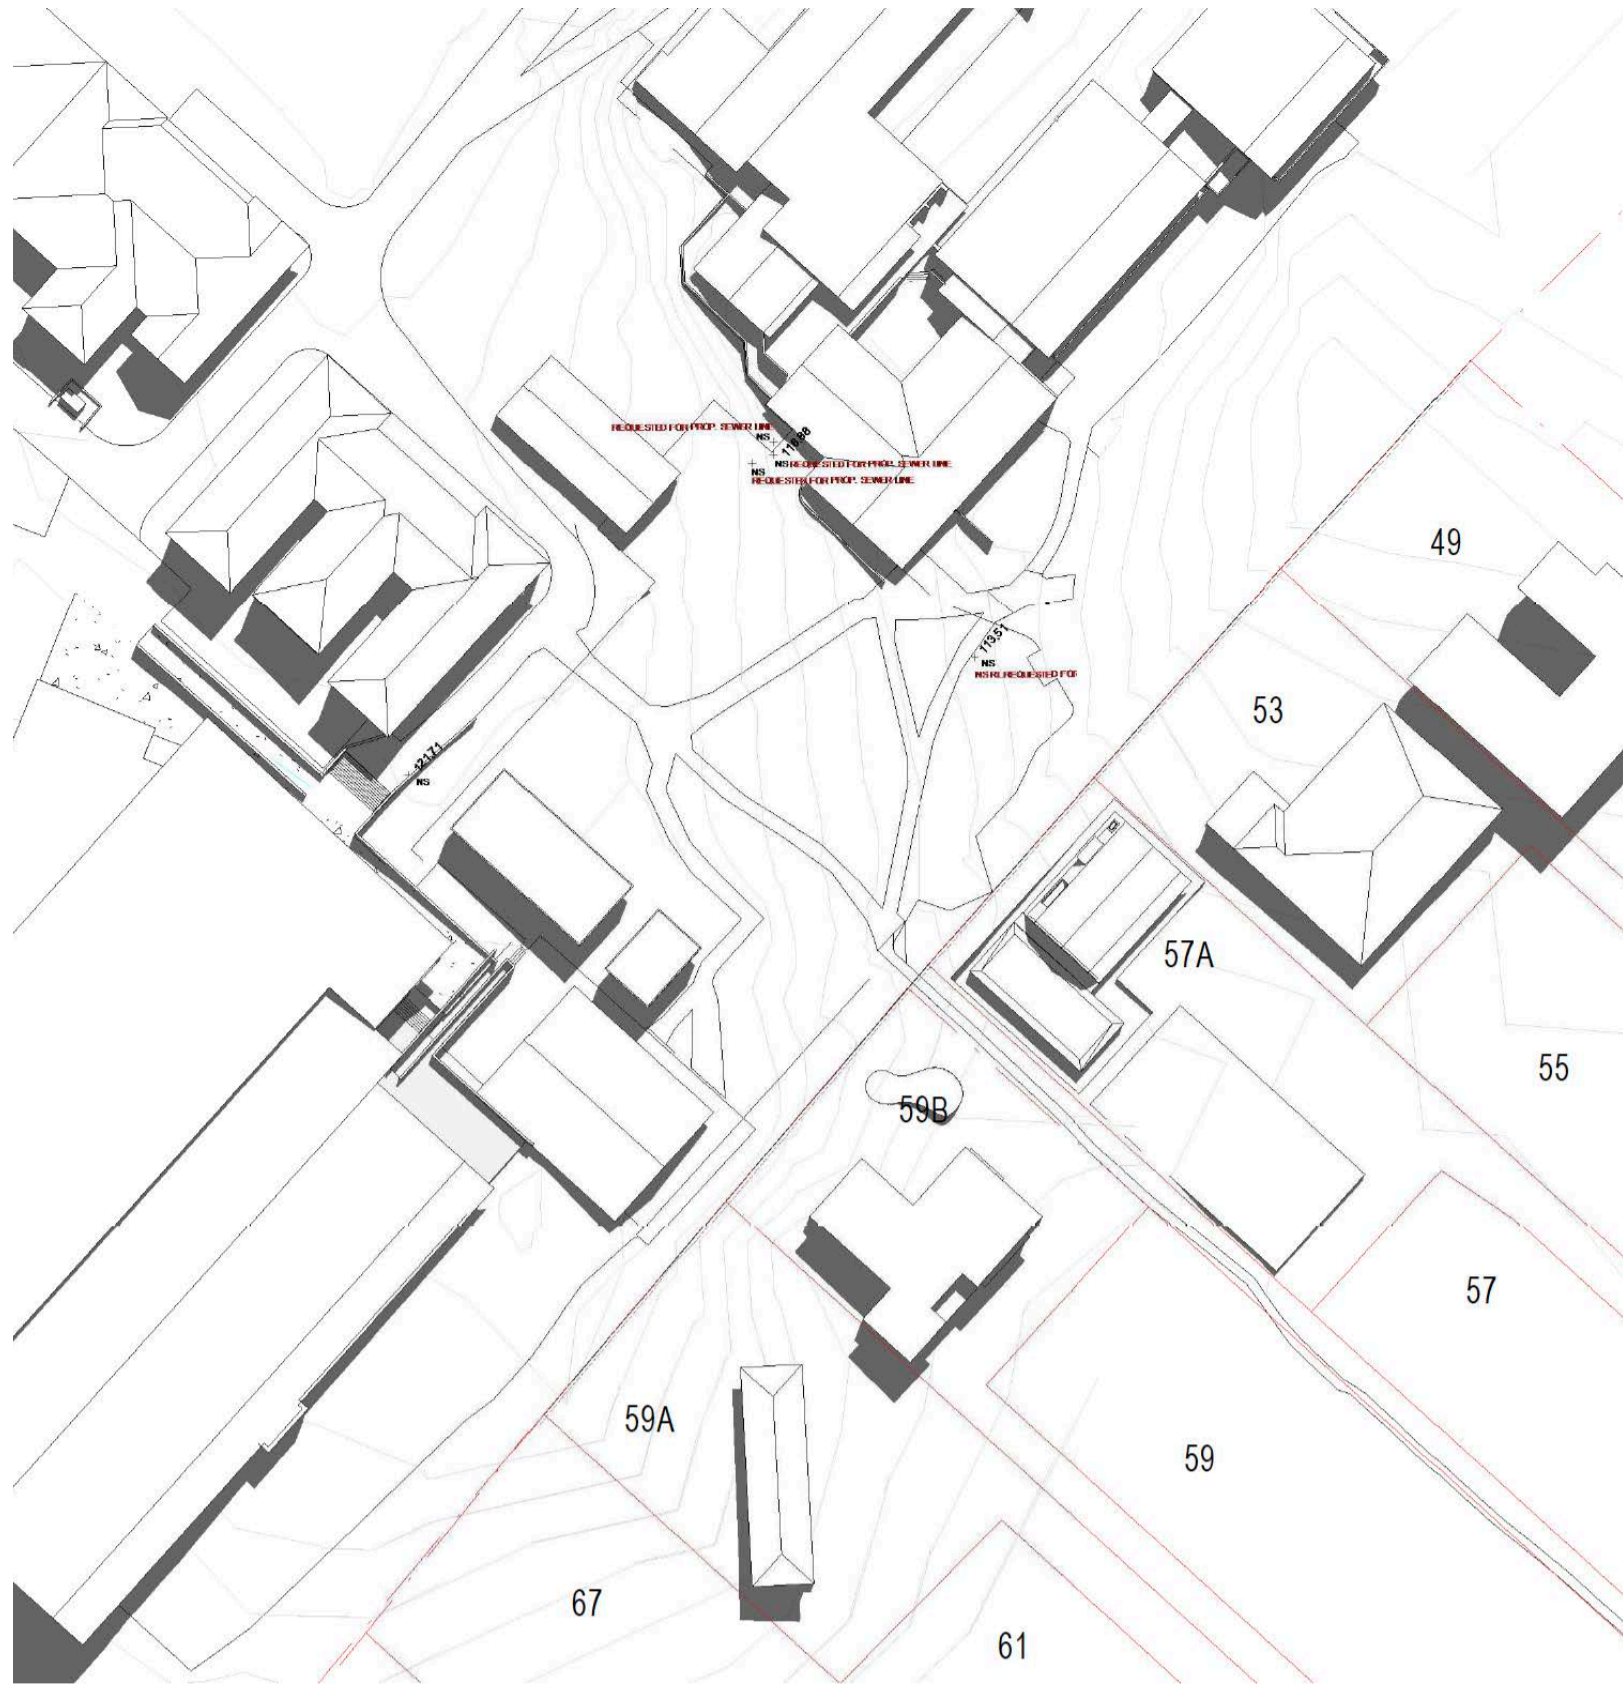 REQUESTED FOR PROP. SEWER LINE
NS
116.88
NS REQUESTED FOR PROP. SEWER LINE
NS
REQUESTED FOR PROP. SEWER LINE
49
113.51
NS
NS RL REQUESTED FOR
53
121.71
NS
57A
55
59B
57
59A
59
67
61